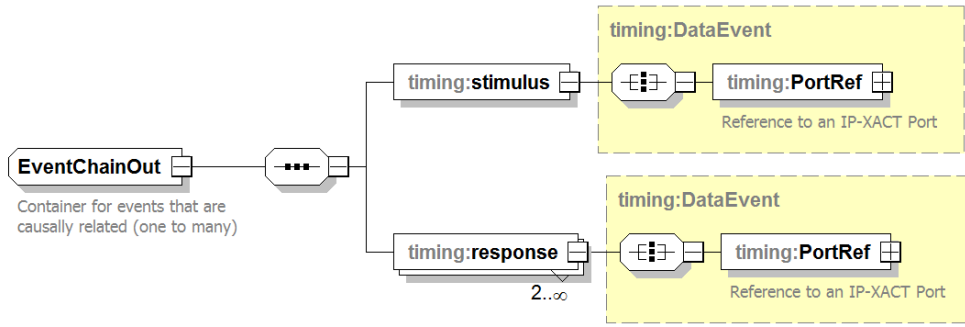 timing:DataEvent
timing:stimulus
timing:PortRef
Reference to an IP-XACT Port
EventChainOut
Container for events that are
causally related (one to many)
timing:DataEvent
timing:response
timing:PortRef
2..∞
Reference to an IP-XACT Port